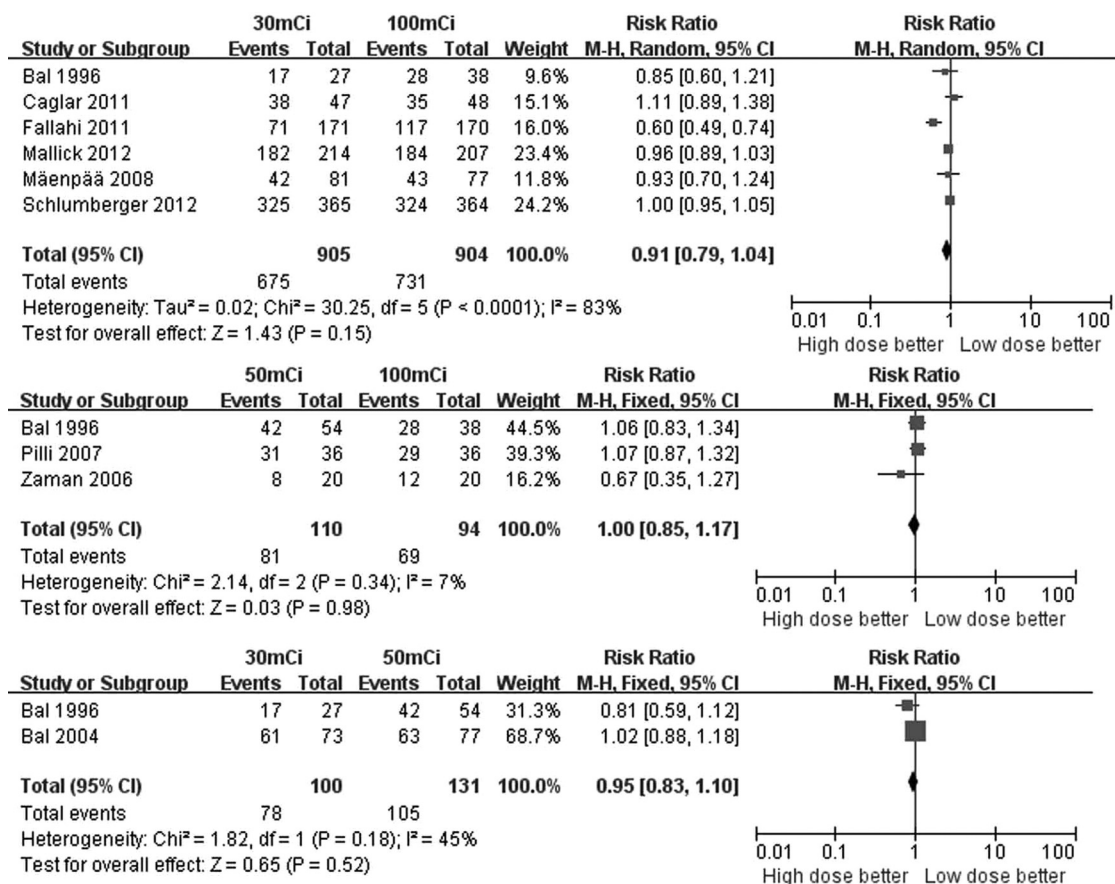 30mCi 100mCi Risk Ratio Risk Ratio
Study or Subgroup Events Total Events Total Weight M-H, Random, 95% CI M-H, Random, 95% CI
Bal 1996 17 27 28 38 9.6% 0.85 [0.60, 1.21]
Caglar 2011 38 47 35 48 15.1% 1.11 [0.89, 1.38]
Fallahi 2011 71 171 117 170 16.0% 0.60 [0.49, 0.74]
Mallick 2012 182 214 184 207 23.4% 0.96 [0.89, 1.03]
Mäenpää 2008 42 81 43 77 11.8% 0.93 [0.70, 1.24]
Schlumberger 2012 325 365 324 364 24.2% 1.00 [0.95, 1.05]
Total (95% CI) 905 904 100.0% 0.91 [0.79, 1.04]
Total events 675 731
Heterogeneity: Tau² = 0.02; Chi² = 30.25, df = 5 (P < 0.0001); I² = 83%
Test for overall effect: Z = 1.43 (P = 0.15)
0.01 0.1 1 10 100
High dose better Low dose better
50mCi 100mCi Risk Ratio Risk Ratio
Study or Subgroup Events Total Events Total Weight M-H, Fixed, 95% CI M-H, Fixed, 95% CI
Bal 1996 42 54 28 38 44.5% 1.06 [0.83, 1.34]
Pilli 2007 31 36 29 36 39.3% 1.07 [0.87, 1.32]
Zaman 2006 8 20 12 20 16.2% 0.67 [0.35, 1.27]
Total (95% CI) 110 94 100.0% 1.00 [0.85, 1.17]
Total events 81 69
Heterogeneity: Chi² = 2.14, df = 2 (P = 0.34); I² = 7%
Test for overall effect: Z = 0.03 (P = 0.98)
0.01 0.1 1 10 100
High dose better Low dose better
30mCi 50mCi Risk Ratio Risk Ratio
Study or Subgroup Events Total Events Total Weight M-H, Fixed, 95% CI M-H, Fixed, 95% CI
Bal 1996 17 27 42 54 31.3% 0.81 [0.59, 1.12]
Bal 2004 61 73 63 77 68.7% 1.02 [0.88, 1.18]
Total (95% CI) 100 131 100.0% 0.95 [0.83, 1.10]
Total events 78 105
Heterogeneity: Chi² = 1.82, df = 1 (P = 0.18); I² = 45%
Test for overall effect: Z = 0.65 (P = 0.52)
0.01 0.1 1 10 100
High dose better Low dose better